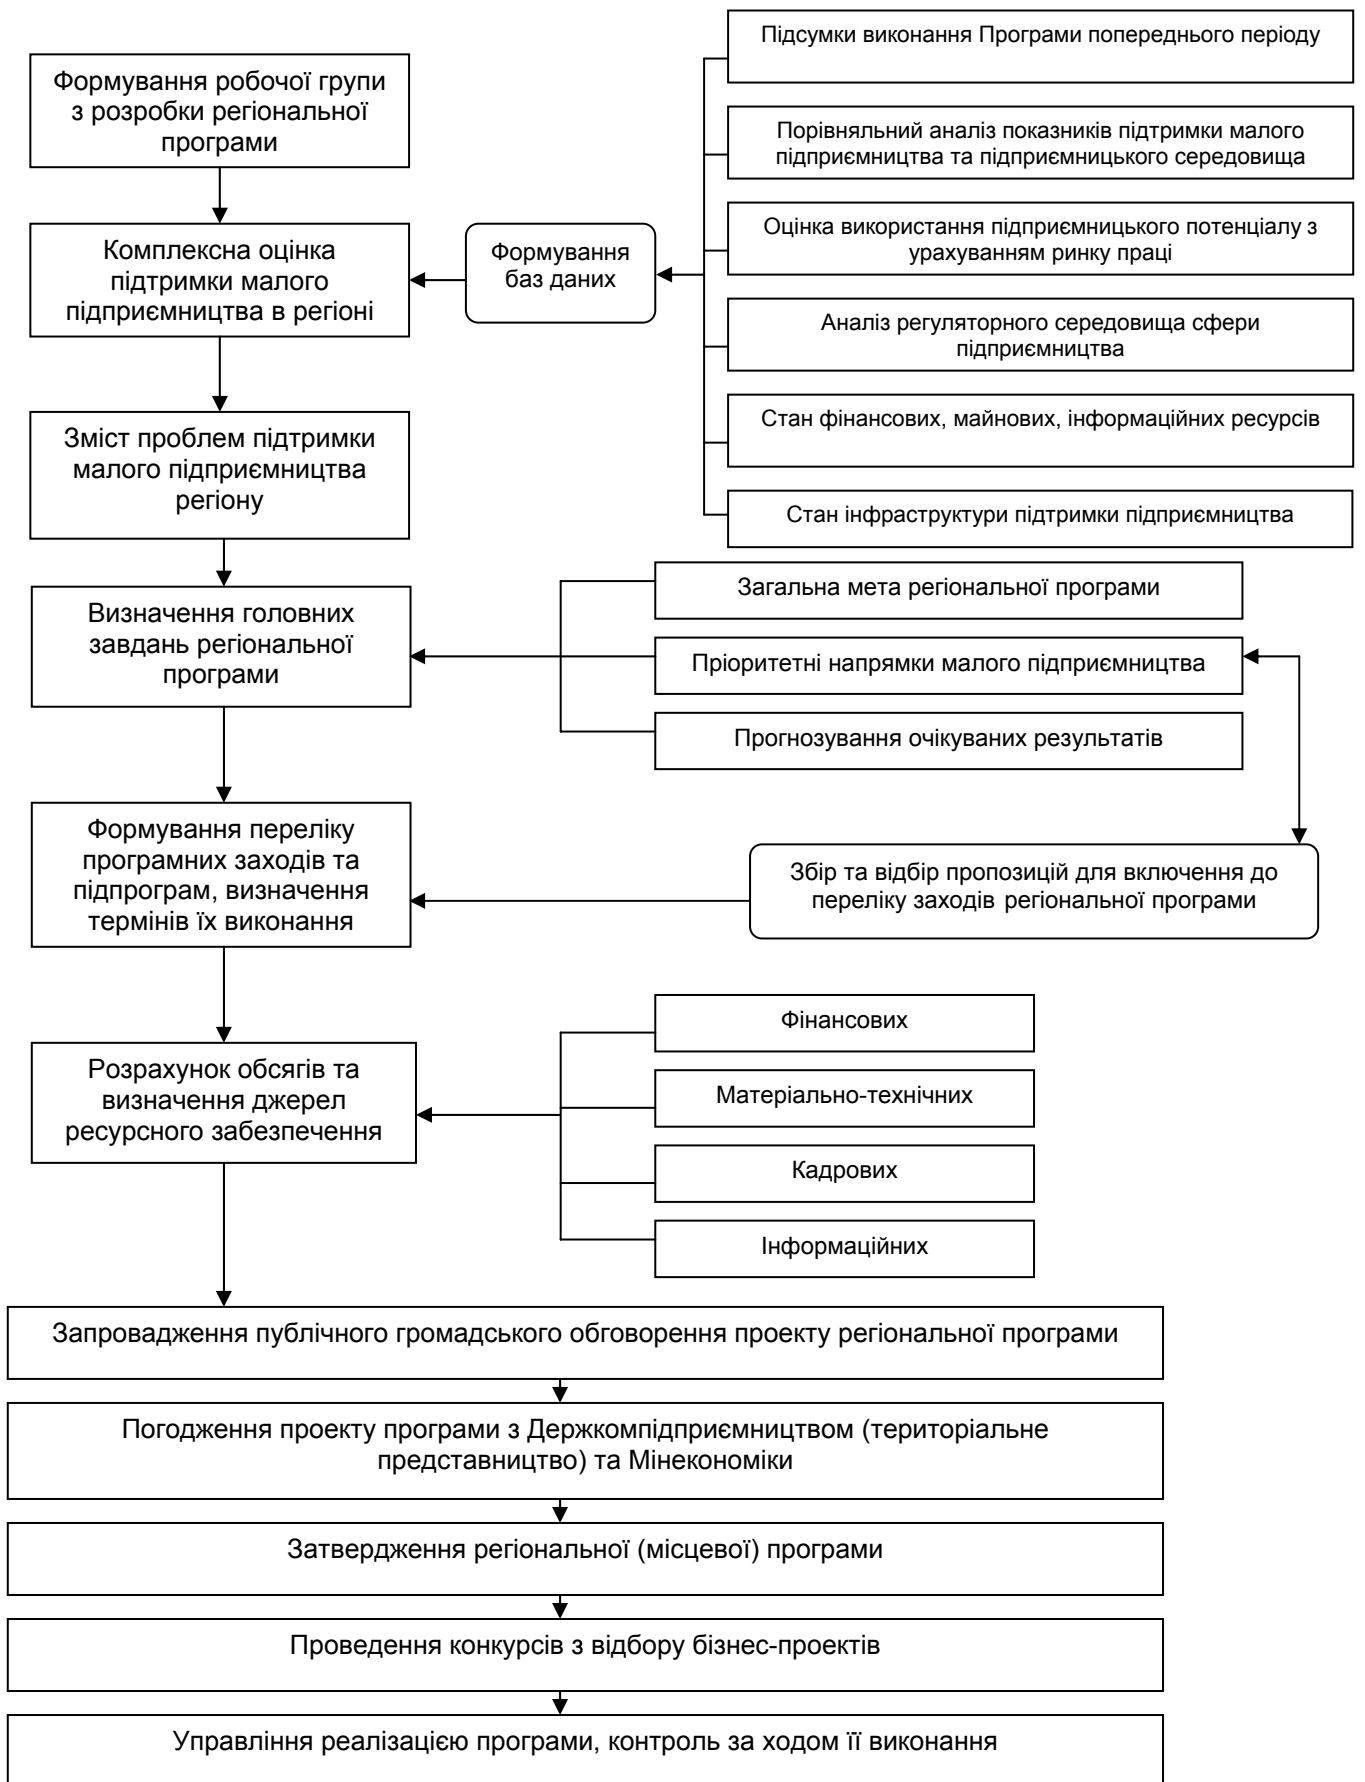 Формування робочої групи
з розробки регіональної
програми
Комплексна оцінка
підтримки малого
підприємництва в регіоні
Формування
баз даних
Підсумки виконання Програми попереднього періоду
Порівняльний аналіз показників підтримки малого
підприємництва та підприємницького середовища
Оцінка використання підприємницького потенціалу з
урахуванням ринку праці
Аналіз регуляторного середовища сфери
підприємництва
Стан фінансових, майнових, інформаційних ресурсів
Стан інфраструктури підтримки підприємництва
Зміст проблем підтримки
малого підприємництва
регіону
Визначення головних
завдань регіональної
програми
Загальна мета регіональної програми
Пріоритетні напрямки малого підприємництва
Прогнозування очікуваних результатів
Формування переліку
програмних заходів та
підпрограм, визначення
термінів їх виконання
Збір та відбір пропозицій для включення до
переліку заходів регіональної програми
Розрахунок обсягів та
визначення джерел
ресурсного забезпечення
Фінансових
Матеріально-технічних
Кадрових
Інформаційних
Запровадження публічного громадського обговорення проекту регіональної програми
Погодження проекту програми з Держкомпідприємництвом (територіальне
представництво) та Мінекономіки
Затвердження регіональної (місцевої) програми
Проведення конкурсів з відбору бізнес-проектів
Управління реалізацією програми, контроль за ходом її виконання